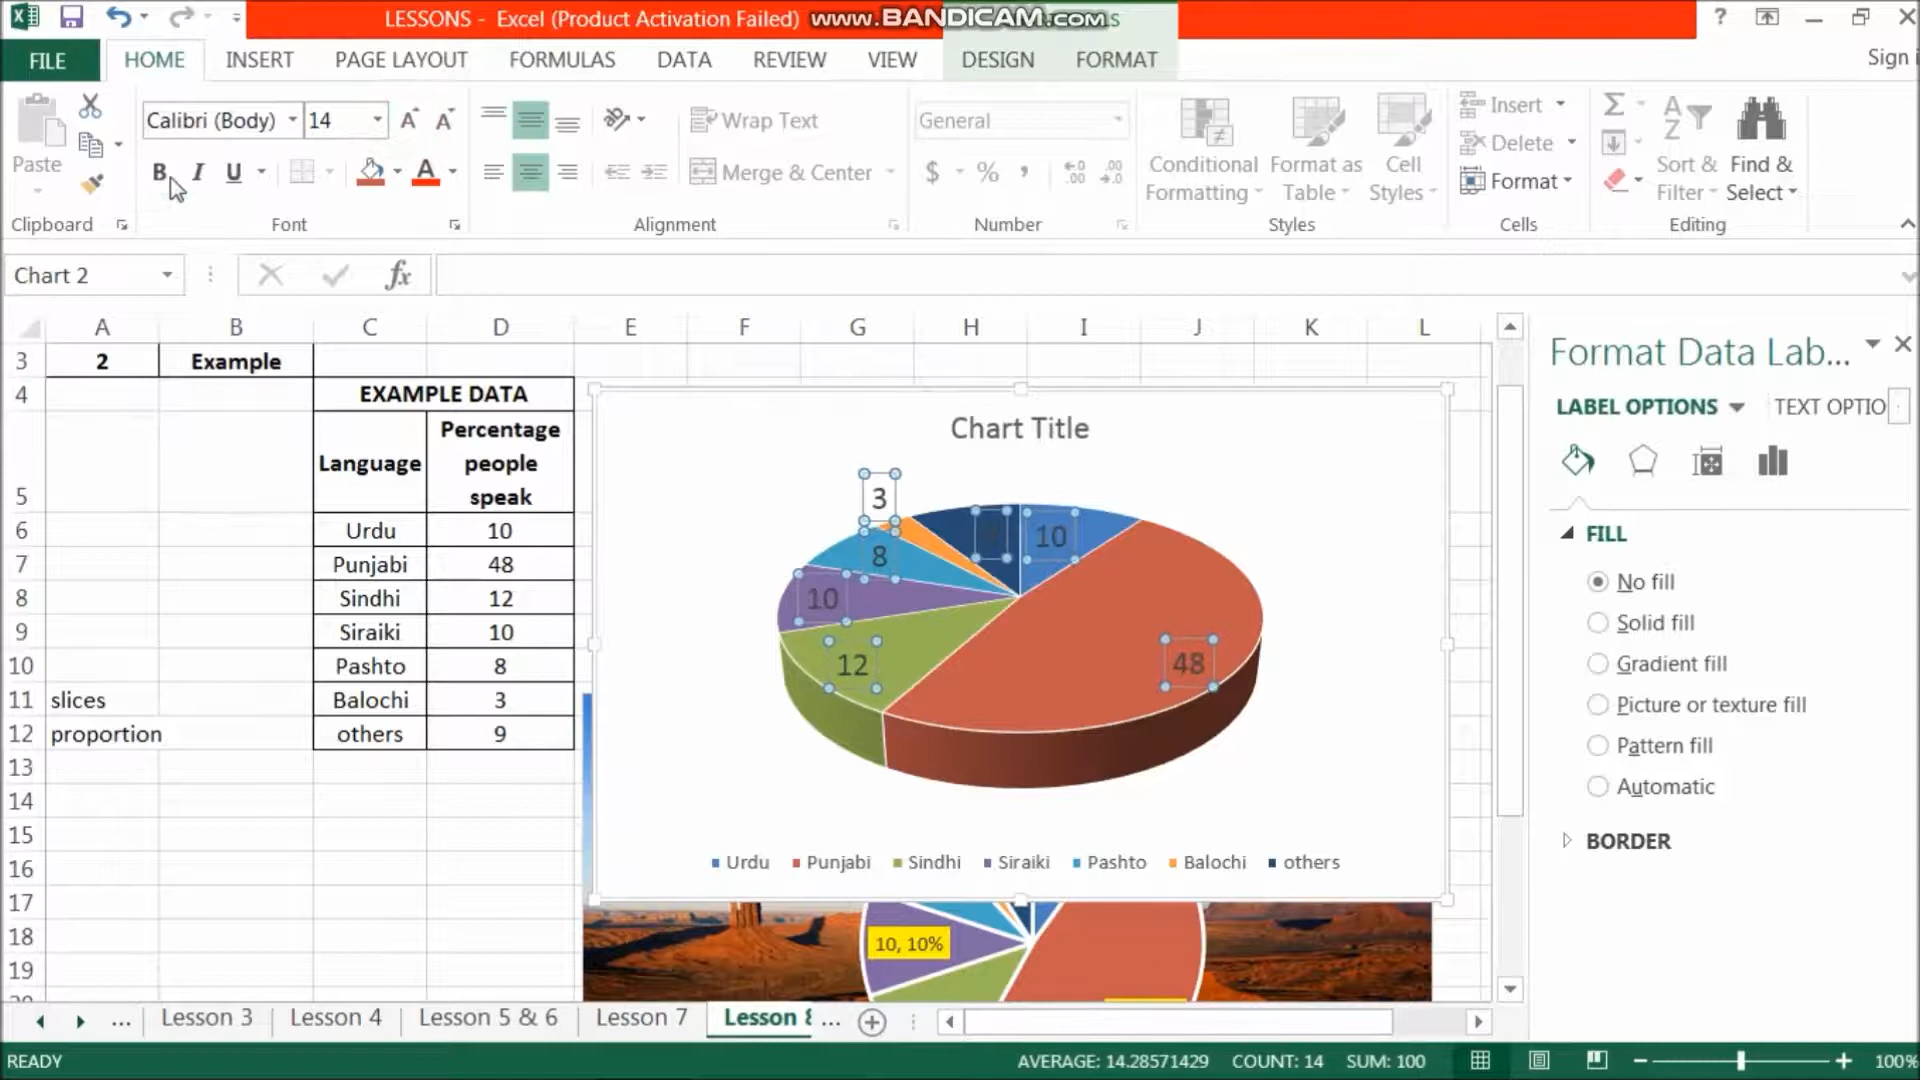 LESSONS - Excel (Product Activation Failed)
www.BANDICAM.com
?
FILE
HOME
INSERT
PAGE LAYOUT
FORMULAS
DATA
REVIEW
VIEW
DESIGN
FORMAT
Sign i
Paste
Clipboard
Calibri (Body)
14
B I U
Font
Wrap Text
Merge & Center
Alignment
General
$ % ,
Number
Conditional Formatting
Format as Table
Cell Styles
Styles
Insert
Delete
Format
Cells
Sort & Filter
Find & Select
Editing
Chart 2
fx
A B C D E F G H I J K L
3 2 Example
4 EXAMPLE DATA
5 Language Percentage people speak
6 Urdu 10
7 Punjabi 48
8 Sindhi 12
9 Siraiki 10
10 Pashto 8
11 slices Balochi 3
12 proportion others 9
13
14
15
16
17
18
19
Chart Title
3
10
8
10
12
48
Urdu Punjabi Sindhi Siraiki Pashto Balochi others
10, 10%
Format Data Lab...
LABEL OPTIONS
TEXT OPTIO
FILL
No fill
Solid fill
Gradient fill
Picture or texture fill
Pattern fill
Automatic
BORDER
... Lesson 3 Lesson 4 Lesson 5 & 6 Lesson 7 Lesson 8 ...
READY
AVERAGE: 14.28571429 COUNT: 14 SUM: 100
100%